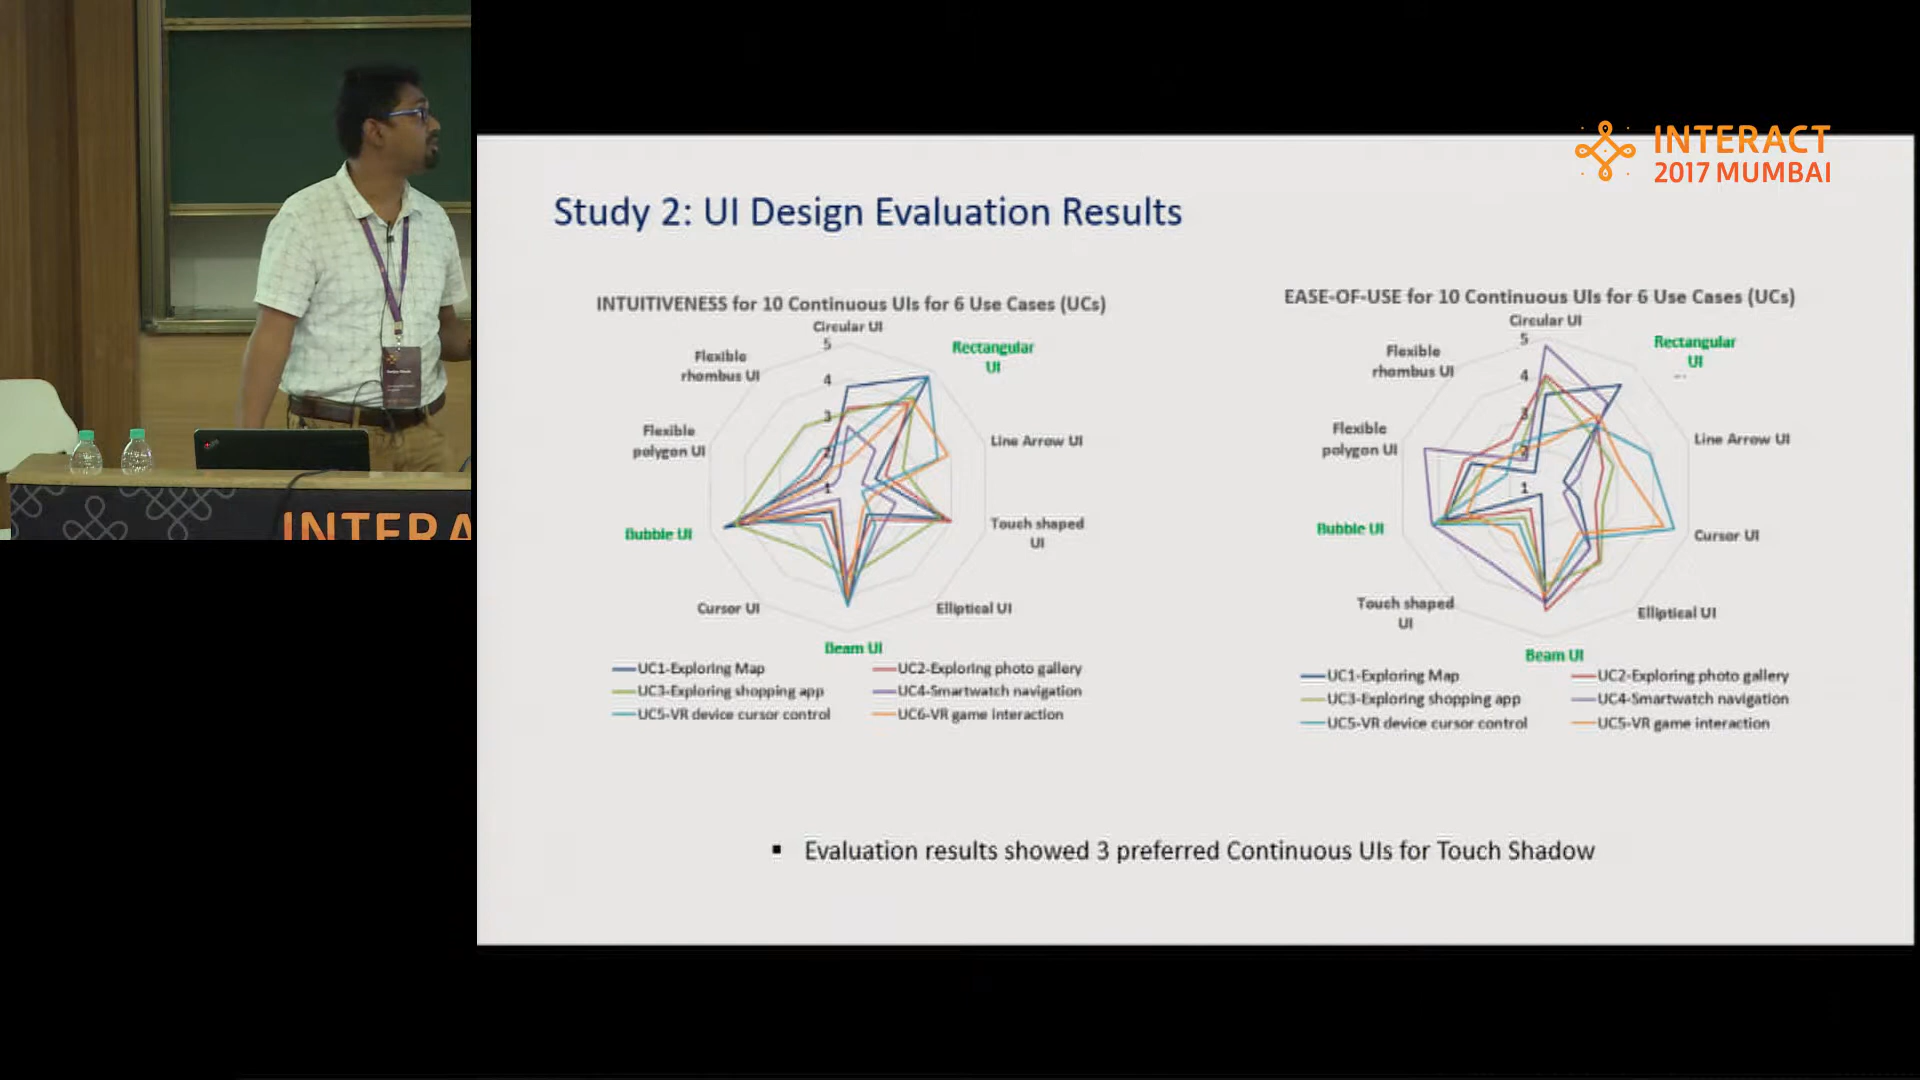 INTERACT
2017 MUMBAI
Study 2: UI Design Evaluation Results
INTUITIVENESS for 10 Continuous UIs for 6 Use Cases (UCs)
Circular UI
Rectangular
UI
Line Arrow UI
Touch shaped
UI
Elliptical UI
Beam UI
Cursor UI
Bubble UI
Flexible
polygon UI
Flexible
rhombus UI
5
4
3
2
1
UC1-Exploring Map
UC2-Exploring photo gallery
UC3-Exploring shopping app
UC4-Smartwatch navigation
UC5-VR device cursor control
UC6-VR game interaction
EASE-OF-USE for 10 Continuous UIs for 6 Use Cases (UCs)
Circular UI
Rectangular
UI
Line Arrow UI
Cursor UI
Elliptical UI
Beam UI
Touch shaped
UI
Bubble UI
Flexible
polygon UI
Flexible
rhombus UI
5
4
3
2
1
UC1-Exploring Map
UC2-Exploring photo gallery
UC3-Exploring shopping app
UC4-Smartwatch navigation
UC5-VR device cursor control
UC5-VR game interaction
▪ Evaluation results showed 3 preferred Continuous UIs for Touch Shadow
INTERA